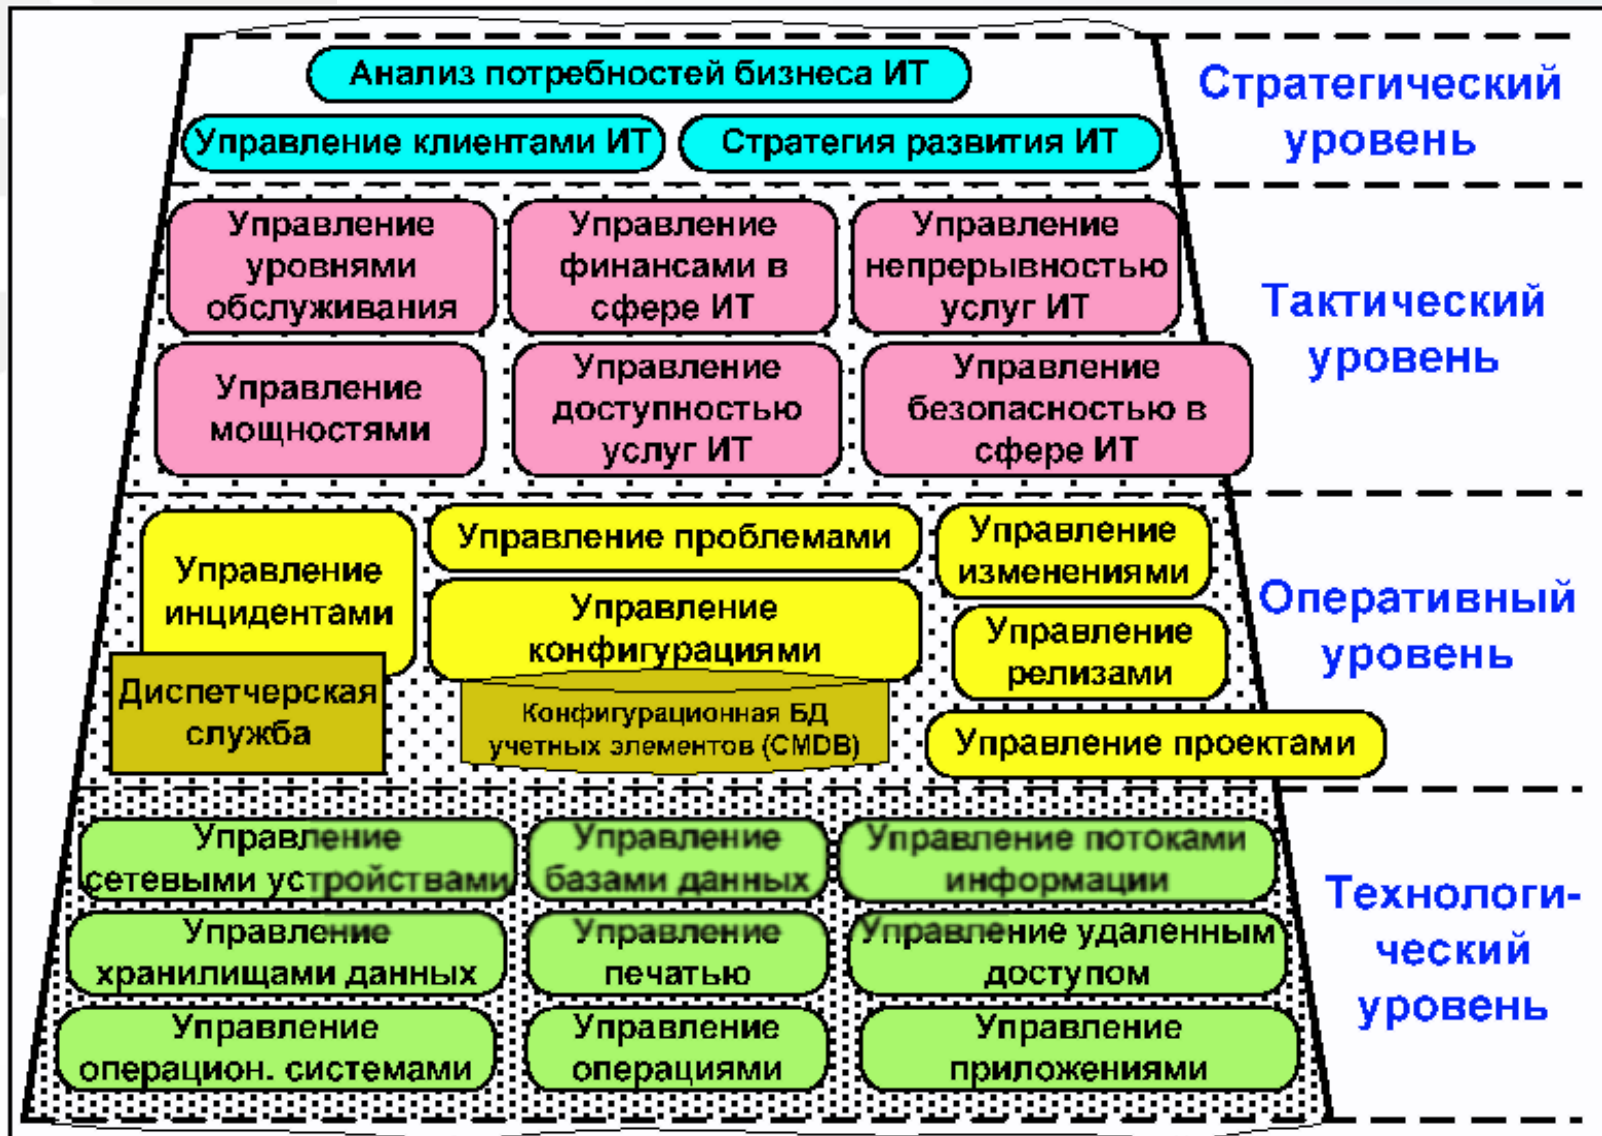 Анализ потребностей бизнеса ИТ
Управление клиентами ИТ
Стратегия развития ИТ
Стратегический
уровень
Управление
уровнями
обслуживания
Управление
финансами в
сфере ИТ
Управление
непрерывностью
услуг ИТ
Управление
мощностями
Управление
доступностью
услуг ИТ
Управление
безопасностью в
сфере ИТ
Тактический
уровень
Управление
инцидентами
Диспетчерская
служба
Управление проблемами
Управление
конфигурациями
Конфигурационная БД
учетных элементов (CMDB)
Управление
изменениями
Управление
релизами
Управление проектами
Оперативный
уровень
Управление
сетевыми устройствами
Управление
базами данных
Управление потоками
информации
Управление
хранилищами данных
Управление
печатью
Управление удаленным
доступом
Управление
операцион. системами
Управление
операциями
Управление
приложениями
Технологи-
ческий
уровень